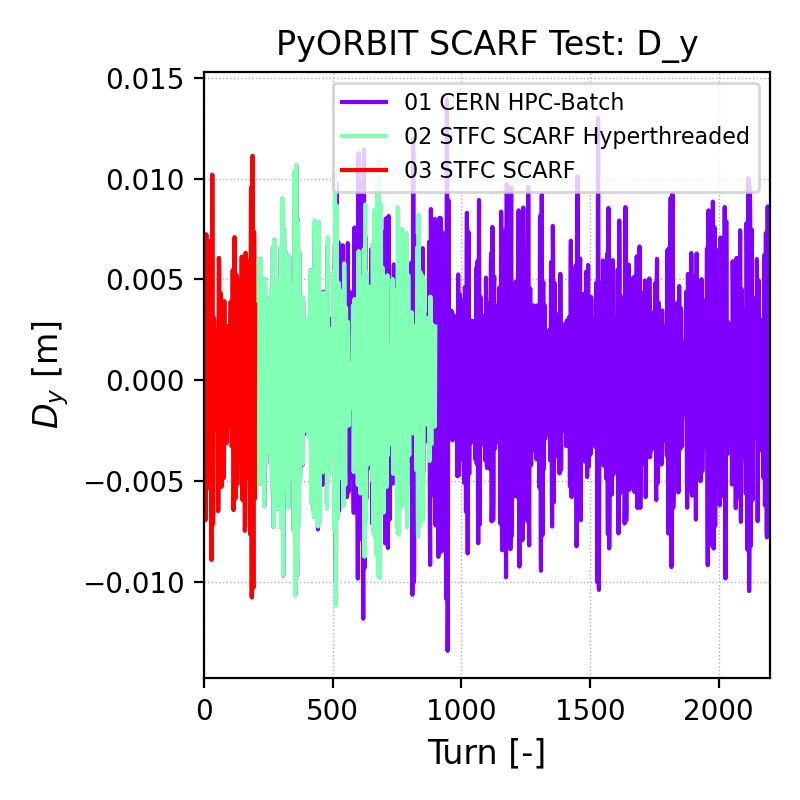 PyORBIT SCARF Test: D_y
01 CERN HPC-Batch
02 STFC SCARF Hyperthreaded
03 STFC SCARF
0.015
0.010
0.005
0.000
−0.005
−0.010
D_y [m]
0 500 1000 1500 2000
Turn [-]